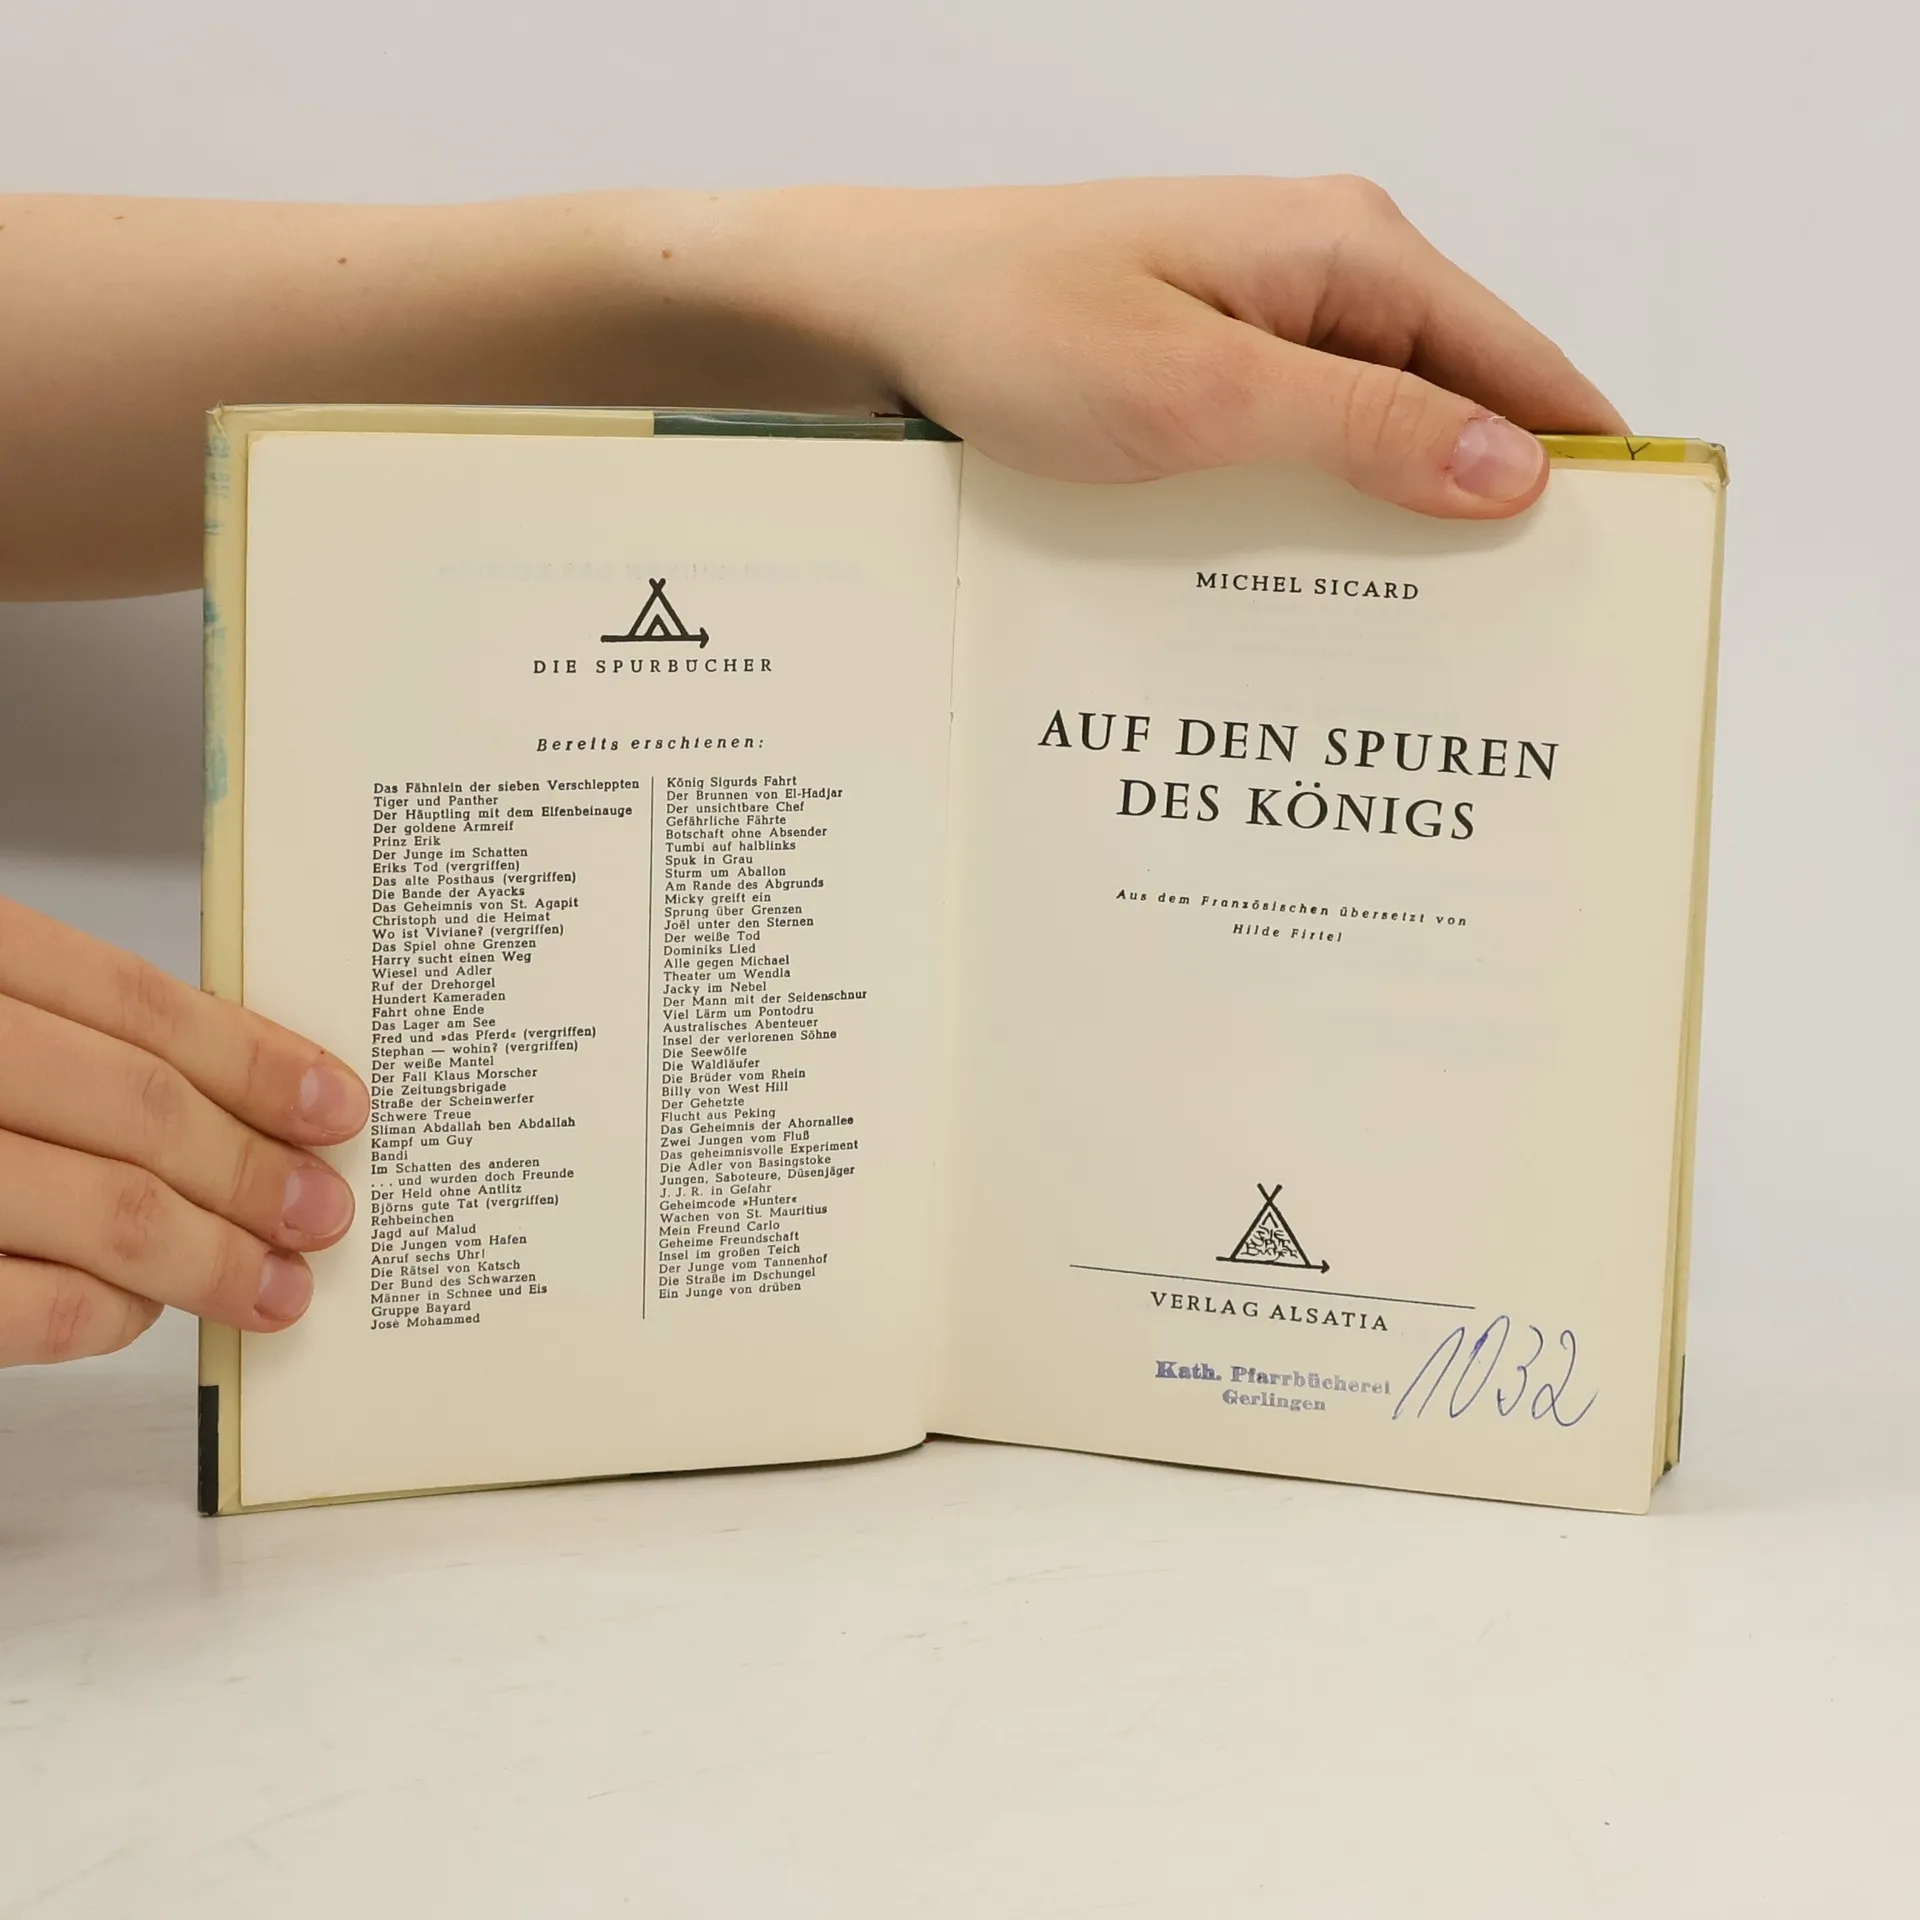 DIE SPURBÜCHER
Bereits erschienen:
Das Fähnlein der sieben Verschleppten
Tiger und Panther
Der Häuptling mit dem Elfenbeinauge
Der goldene Armreif
Prinz Erik
Der Junge im Schatten
Eriks Tod (vergriffen)
Das alte Posthaus (vergriffen)
Die Bande der Ayacks
Das Geheimnis von St. Agapit
Christoph und die Heimat
Wo ist Viviane? (vergriffen)
Das Spiel ohne Grenzen
Harry sucht einen Weg
Wiesel und Adler
Ruf der Drehorgel
Hundert Kameraden
Fahrt ohne Ende
Das Lager am See
Fred und »das Pferd« (vergriffen)
Stephan — wohin? (vergriffen)
Der weiße Mantel
Der Fall Klaus Morscher
Die Zeitungsbrigade
Straße der Scheinwerfer
Schwere Treue
Sliman Abdallah ben Abdallah
Kampf um Guy
Bandi
Im Schatten des anderen
. . . und wurden doch Freunde
Der Held ohne Antlitz
Björns gute Tat (vergriffen)
Rehbeinchen
Jagd auf Malud
Die Jungen vom Hafen
Anruf sechs Uhr!
Die Rätsel von Katsch
Der Bund des Schwarzen
Männer in Schnee und Eis
Gruppe Bayard
José Mohammed
König Sigurds Fahrt
Der Brunnen von El-Hadjar
Der unsichtbare Chef
Gefährliche Fährte
Botschaft ohne Absender
Tumbi auf halblinks
Spuk in Grau
Sturm um Aballon
Am Rande des Abgrunds
Micky greift ein
Sprung über Grenzen
Joël unter den Sternen
Der weiße Tod
Dominiks Lied
Alle gegen Michael
Theater um Wendla
Jacky im Nebel
Der Mann mit der Seidenschnur
Viel Lärm um Pontodru
Australisches Abenteuer
Insel der verlorenen Söhne
Die Seewölfe
Die Waldläufer
Die Brüder vom Rhein
Billy von West Hill
Der Gehetzte
Flucht aus Peking
Das Geheimnis der Ahornallee
Zwei Jungen vom Fluß
Das geheimnisvolle Experiment
Die Adler von Basingstoke
Jungen, Saboteure, Düsenjäger
J. J. R. in Gefahr
Geheimcode »Hunter«
Wachen von St. Mauritius
Mein Freund Carlo
Geheime Freundschaft
Insel im großen Teich
Der Junge vom Tannenhof
Die Straße im Dschungel
Ein Junge von drüben
MICHEL SICARD
AUF DEN SPUREN
DES KÖNIGS
Aus dem Französischen übersetzt von
Hilde Firtel
DIE
SPUR
BÜCHER
VERLAG ALSATIA
Kath. Pfarrbücherei
Gerlingen
1032